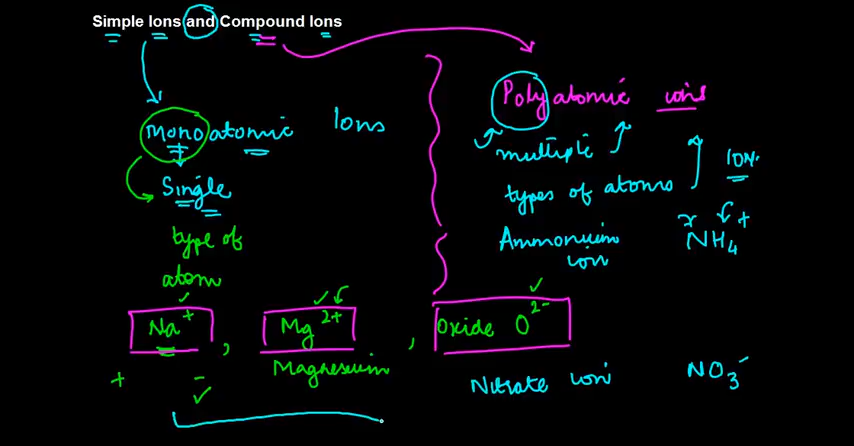 Simple Ions and Compound Ions
Monoatomic Ions
Single
type of
atom
Na⁺ , Mg²⁺ , Oxide O²⁻
Magnesium
+ −
Polyatomic ions
multiple
types of atoms
ION.
Ammonium
ion
NH₄⁺
Nitrate ion NO₃⁻